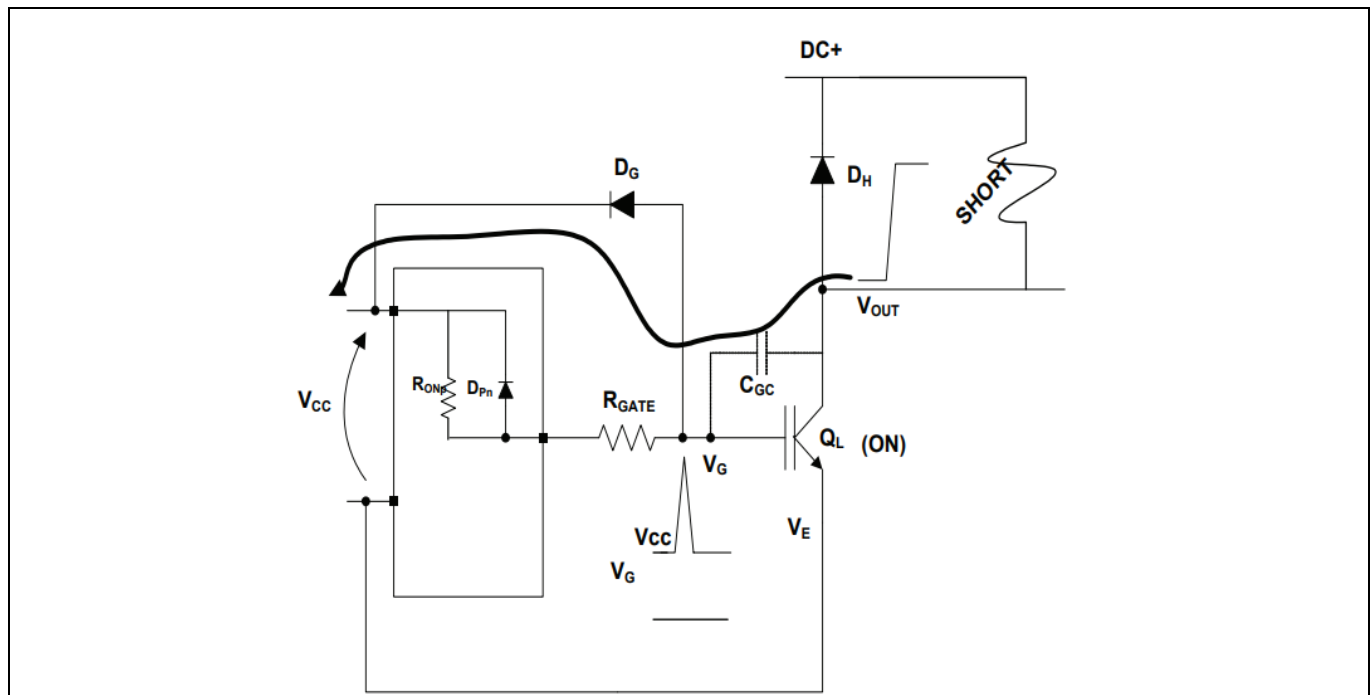 DC+
DG
DH
SHORT
VOUT
RONp
DPn
VCC
RGATE
CGC
QL (ON)
VG
VE
VCC
VG